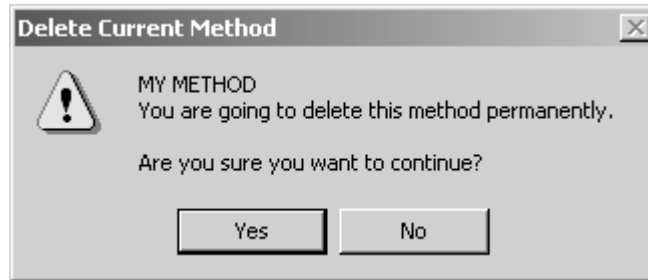 Delete Current Method
MY METHOD
You are going to delete this method permanently.
Are you sure you want to continue?
Yes No